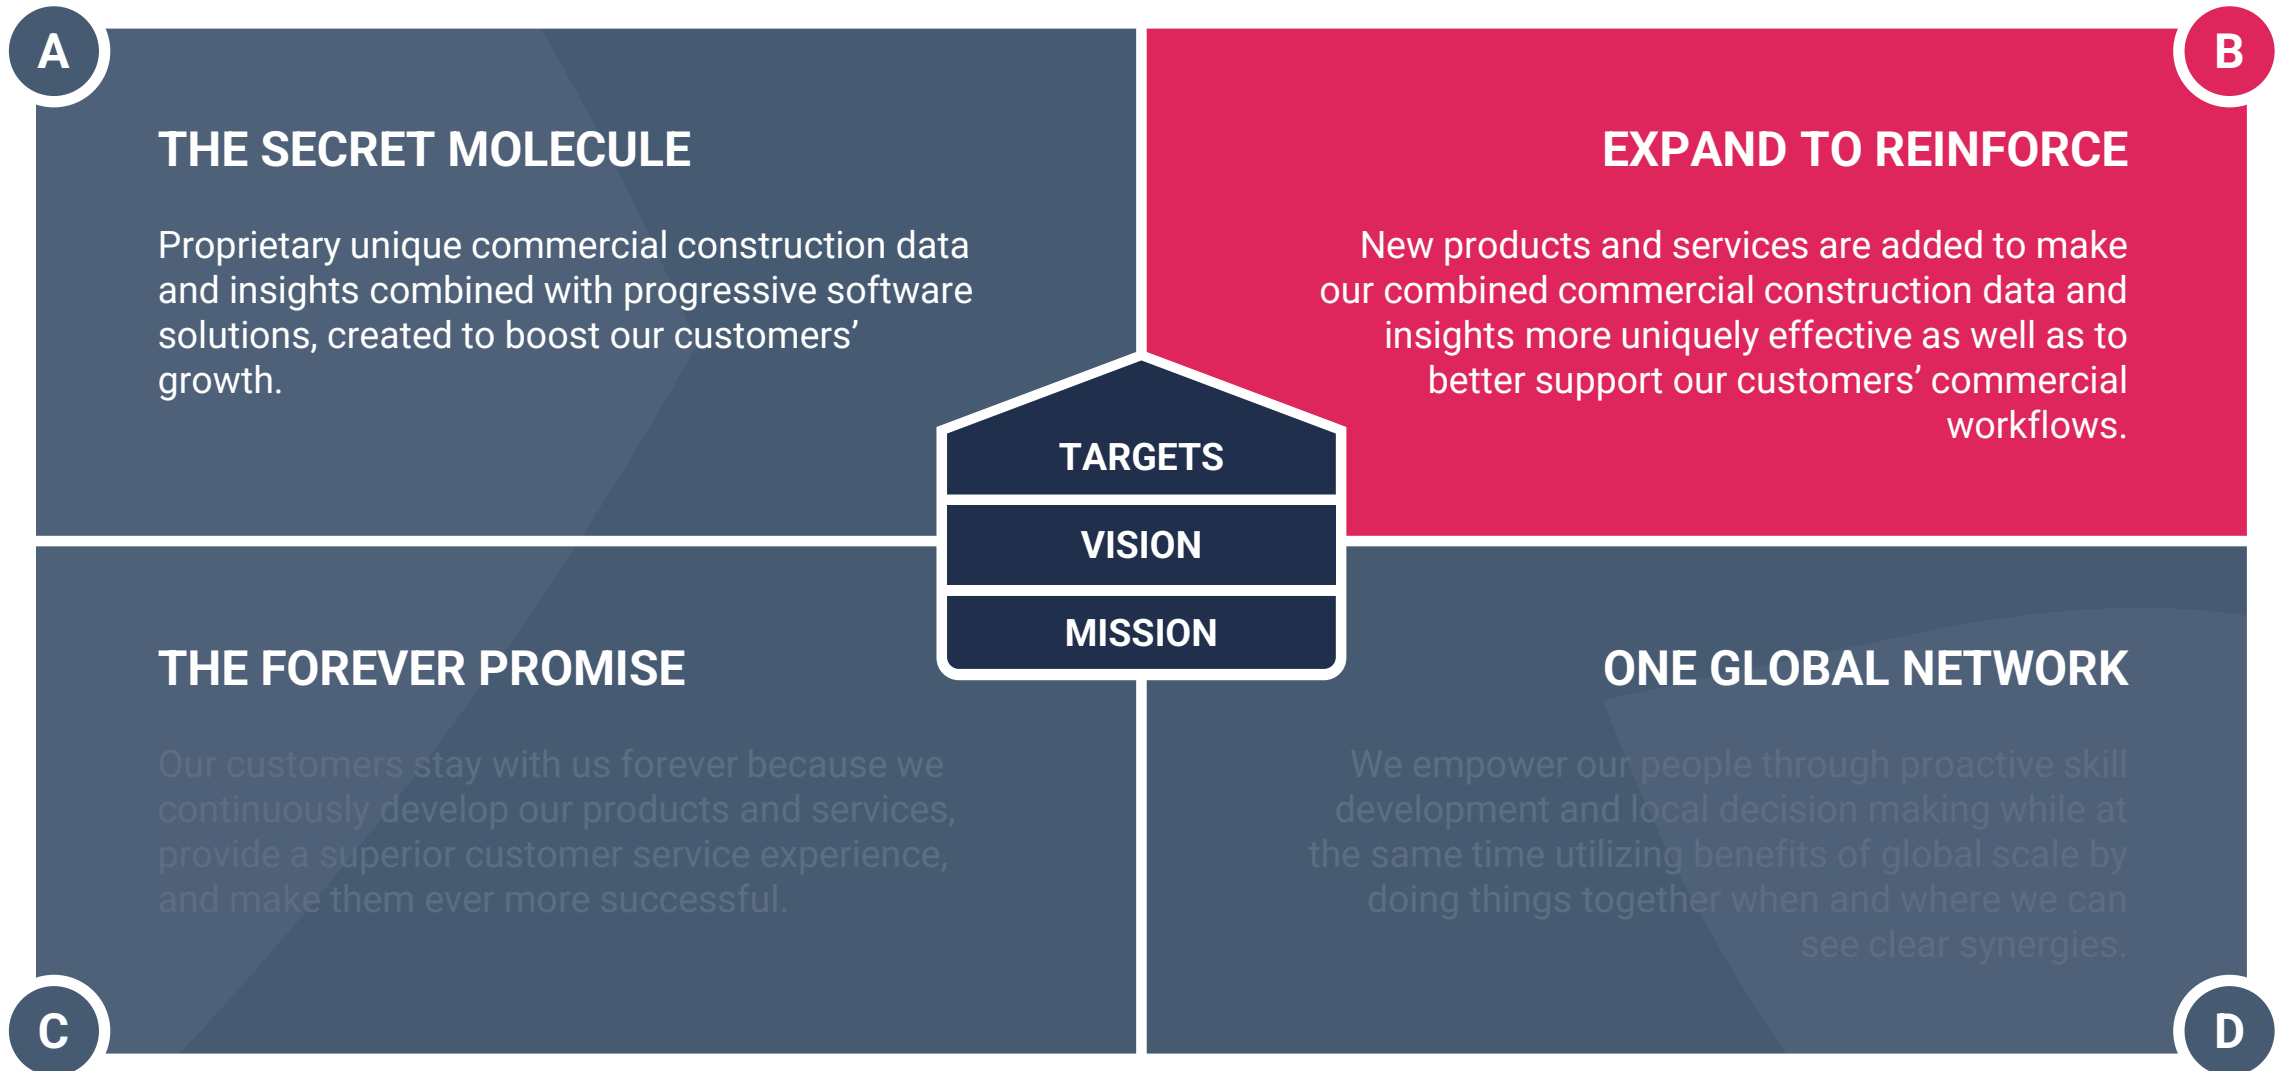 A
THE SECRET MOLECULE
Proprietary unique commercial construction data
and insights combined with progressive software
solutions, created to boost our customers’
growth.
B
EXPAND TO REINFORCE
New products and services are added to make
our combined commercial construction data and
insights more uniquely effective as well as to
better support our customers’ commercial
workflows.
TARGETS
VISION
MISSION
THE FOREVER PROMISE
Our customers stay with us forever because we
continuously develop our products and services,
provide a superior customer service experience,
and make them ever more successful.
C
ONE GLOBAL NETWORK
We empower our people through proactive skill
development and local decision making while at
the same time utilizing benefits of global scale by
doing things together when and where we can
see clear synergies.
D